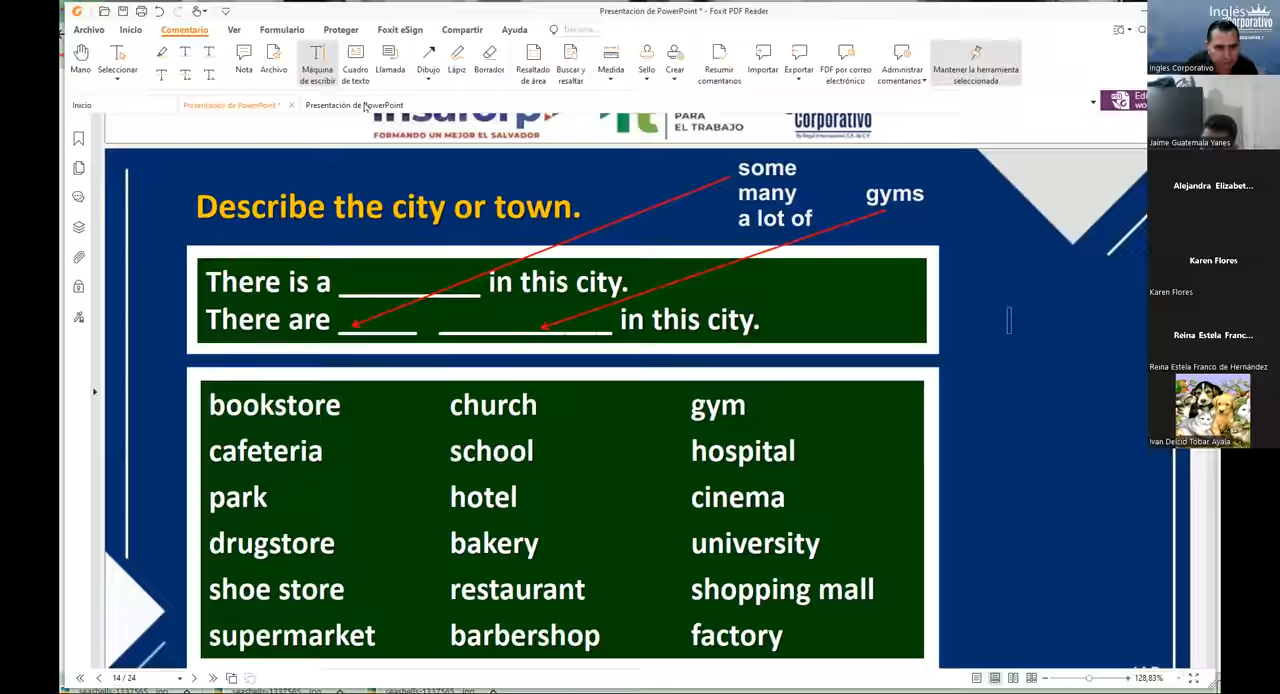 Presentación de PowerPoint * - Foxit PDF Reader
Archivo Inicio Comentario Ver Formulario Proteger Foxit eSign Compartir Ayuda
Mano Seleccionar Nota Archivo Máquina de escribir Cuadro de texto Llamada Dibujo Lápiz Borrador Resaltado de área Buscar y resaltar Medida Sello Crear Resumir comentarios Importar Exportar FDF por correo electrónico Administrar comentarios Mantener la herramienta seleccionada
Inicio Presentación de PowerPoint * Presentación de PowerPoint
FORMANDO UN MEJOR EL SALVADOR
PARA
EL TRABAJO
corporativo
some
many
a lot of
gyms
Describe the city or town.
There is a __________ in this city.
There are ______ ____________ in this city.
bookstore church gym
cafeteria school hospital
park hotel cinema
drugstore bakery university
shoe store restaurant shopping mall
supermarket barbershop factory
14 / 24
128,83%
Inglés
Corporativo
Ingles Corporativo
Jaime Guatemala Yanes
Alejandra Elizabet...
Karen Flores
Karen Flores
Reina Estela Franc...
Reina Estela Franco de Hernández
Ivan Delcid Tobar Ayala